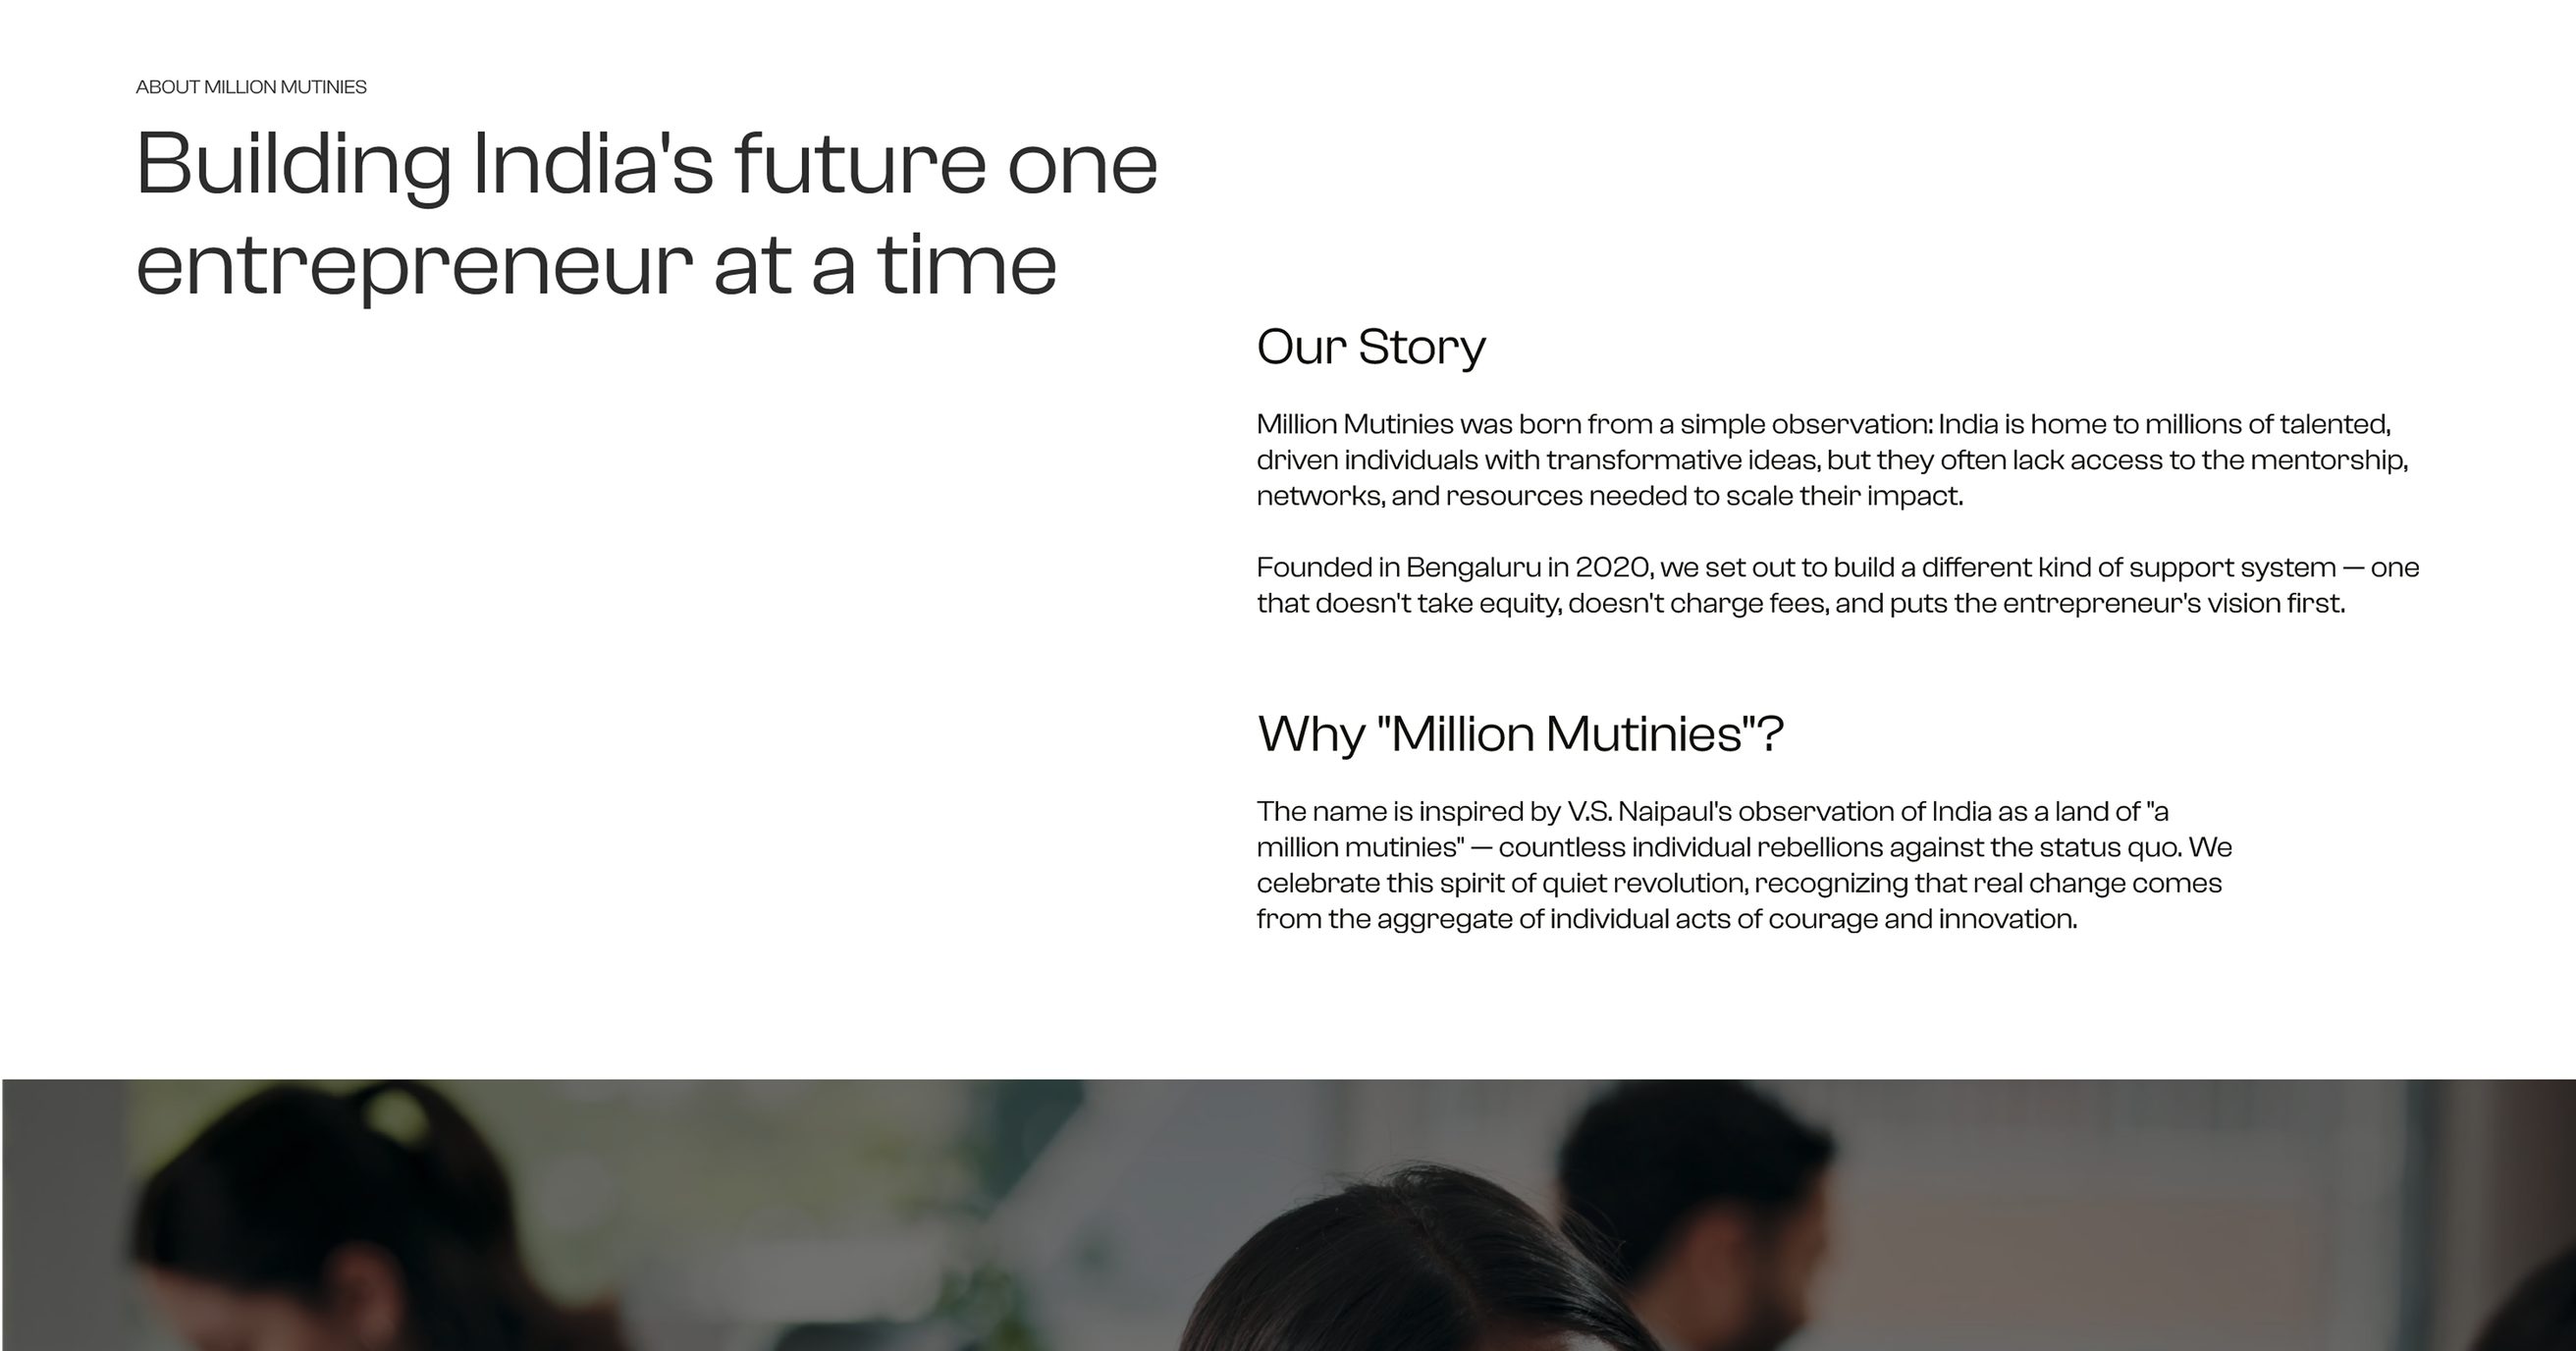 ABOUT MILLION MUTINIES
Building India's future one
entrepreneur at a time
Our Story
Million Mutinies was born from a simple observation: India is home to millions of talented,
driven individuals with transformative ideas, but they often lack access to the mentorship,
networks, and resources needed to scale their impact.
Founded in Bengaluru in 2020, we set out to build a different kind of support system — one
that doesn't take equity, doesn't charge fees, and puts the entrepreneur's vision first.
Why "Million Mutinies"?
The name is inspired by V.S. Naipaul's observation of India as a land of "a
million mutinies" — countless individual rebellions against the status quo. We
celebrate this spirit of quiet revolution, recognizing that real change comes
from the aggregate of individual acts of courage and innovation.